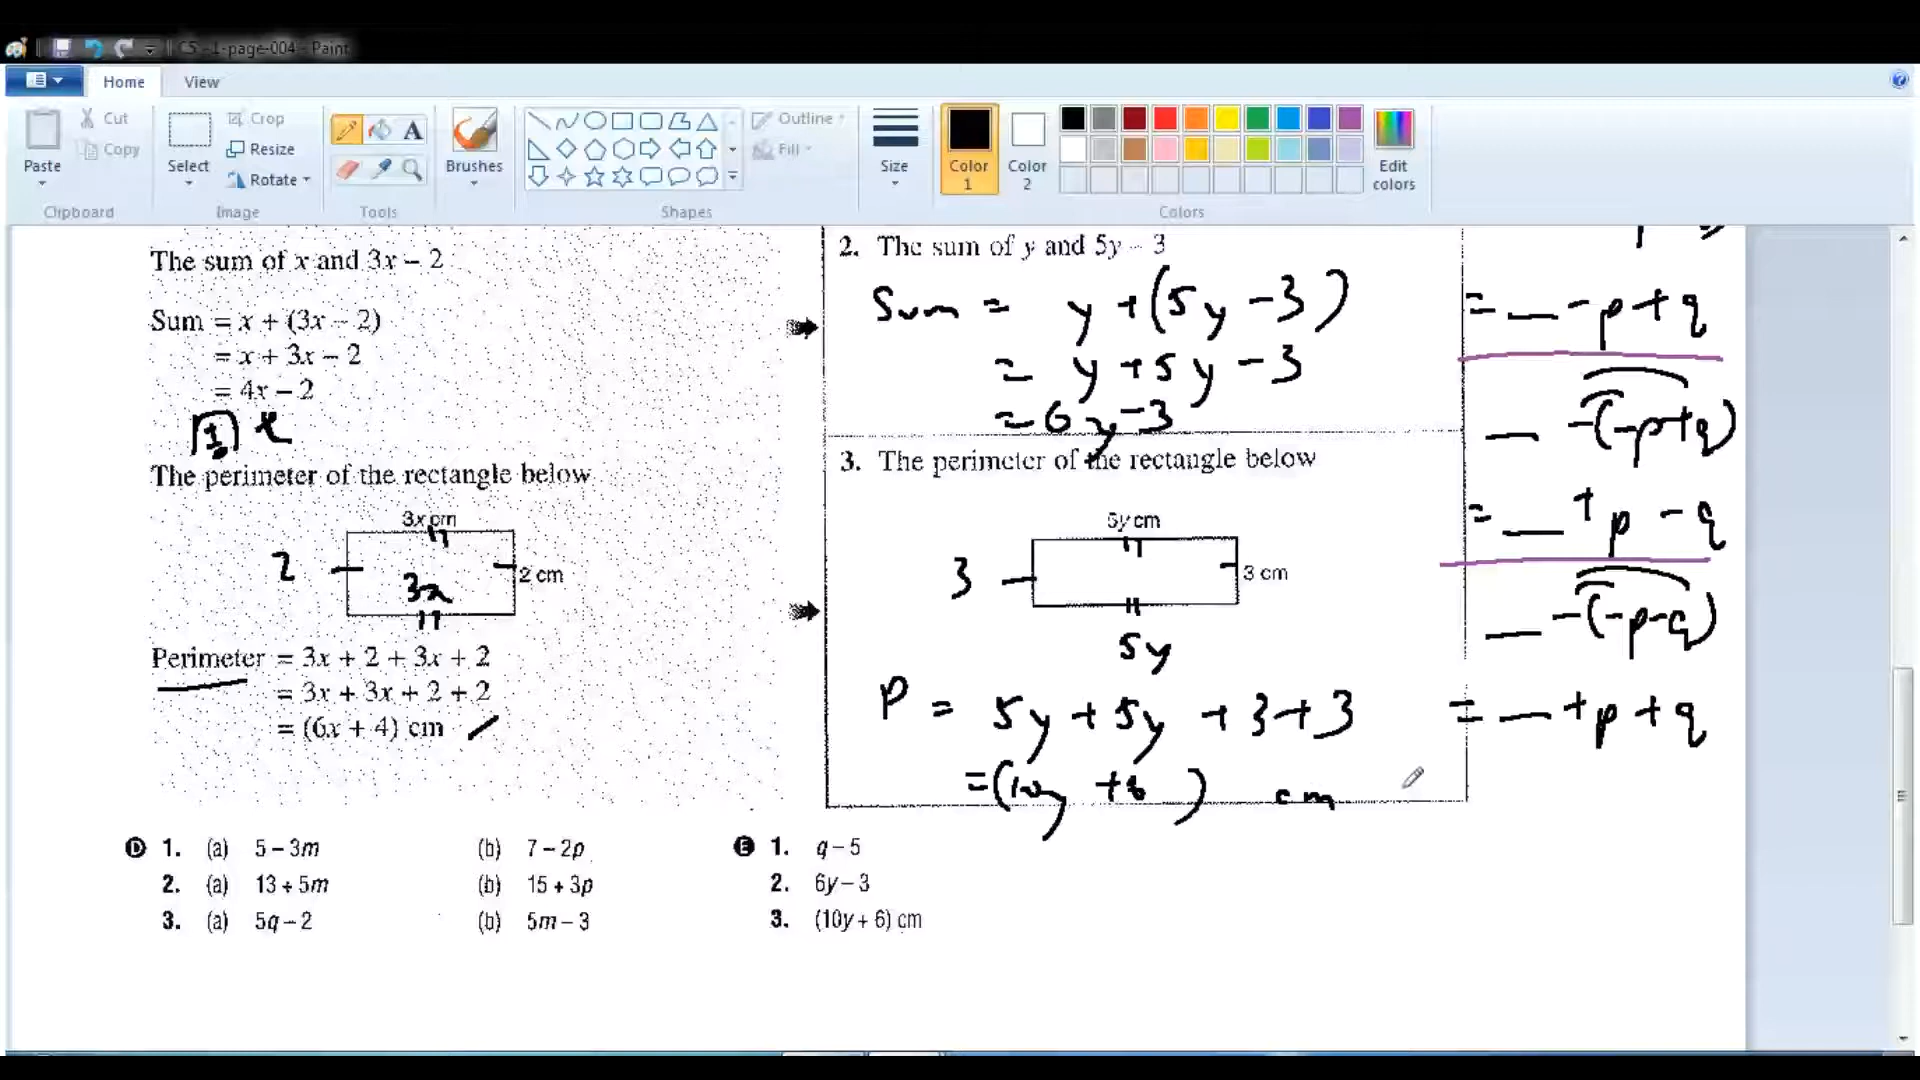 C5 -1-page-004 - Paint
Home View
Cut
Copy
Paste
Clipboard
Select
Crop
Resize
Rotate
Image
A
Tools
Brushes
Shapes
Outline
Fill
Size
Color 1
Color 2
Edit colors
Colors
The sum of x and 3x – 2
Sum = x + (3x – 2)
= x + 3x – 2
= 4x – 2
The perimeter of the rectangle below
3x cm
2
2 cm
3x
Perimeter = 3x + 2 + 3x + 2
= 3x + 3x + 2 + 2
= (6x + 4) cm
2. The sum of y and 5y – 3
Sum = y + (5y - 3)
= y + 5y - 3
= 6y - 3
3. The perimeter of the rectangle below
5y cm
3
3 cm
5y
P = 5y + 5y + 3 + 3
= (10y + 6) cm
= _ - p + q
_ - (-p + q)
= _ + p - q
_ - (-p - q)
= _ + p + q
D 1. (a) 5 – 3m (b) 7 – 2p
2. (a) 13 + 5m (b) 15 + 3p
3. (a) 5q – 2 (b) 5m – 3
E 1. q – 5
2. 6y – 3
3. (10y + 6) cm